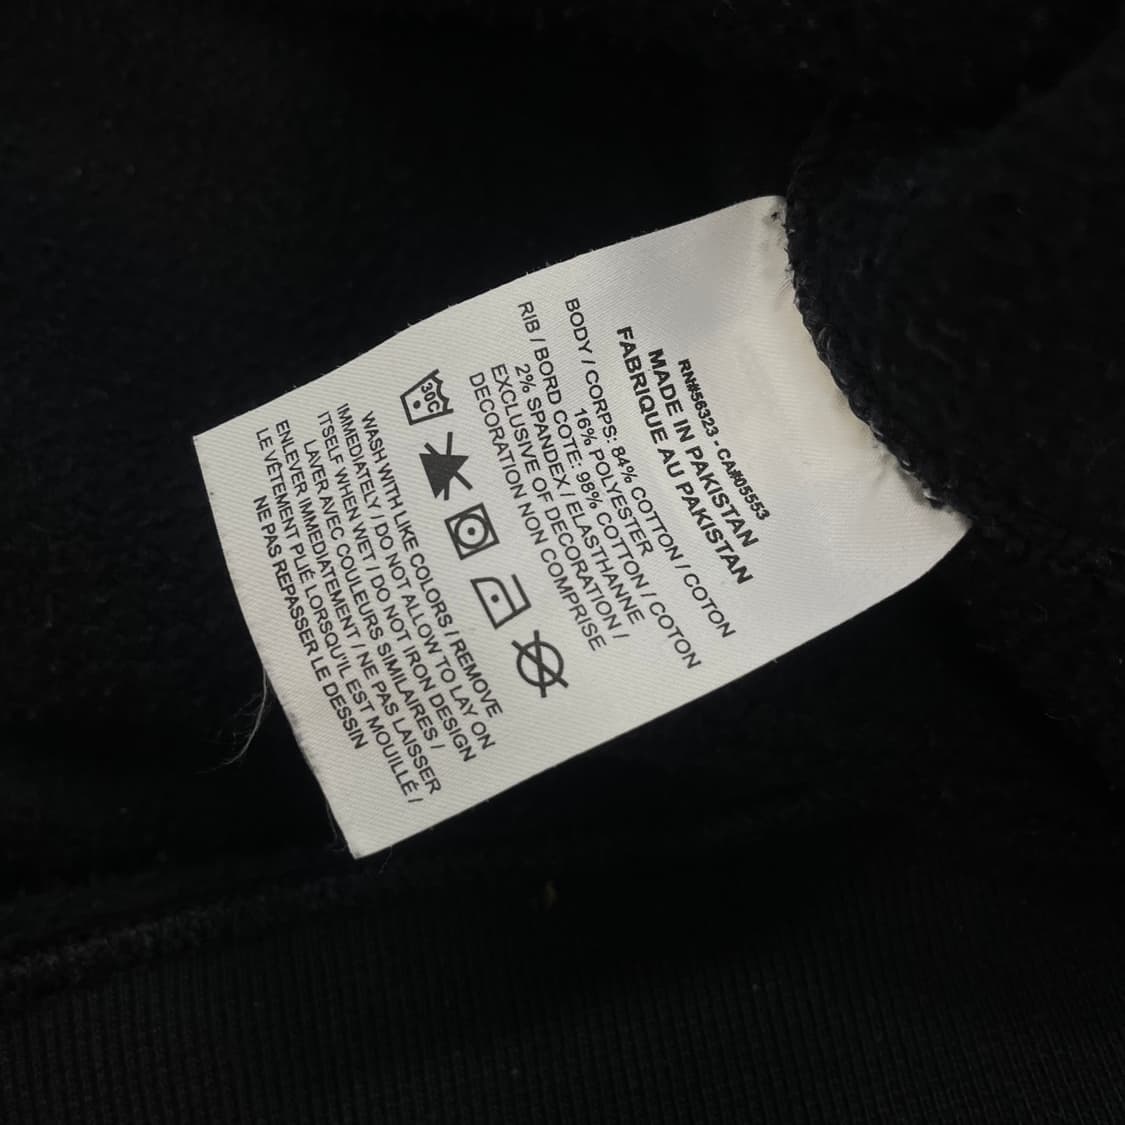 RN#56323 - CA#05553
MADE IN PAKISTAN
FABRIQUE AU PAKISTAN
BODY / CORPS: 84% COTTON / COTON
16% POLYESTER
RIB / BORD COTE: 98% COTTON / COTON
2% SPANDEX / ELASTHANNE
EXCLUSIVE OF DECORATION /
DECORATION NON COMPRISE
30C
WASH WITH LIKE COLORS / REMOVE
IMMEDIATELY / DO NOT ALLOW TO LAY ON
ITSELF WHEN WET / DO NOT IRON DESIGN
LAVER AVEC COULEURS SIMILAIRES /
ENLEVER IMMEDIATEMENT / NE PAS LAISSER
LE VÊTEMENT PLIÉ LORSQU'IL EST MOUILLÉ /
NE PAS REPASSER LE DESSIN